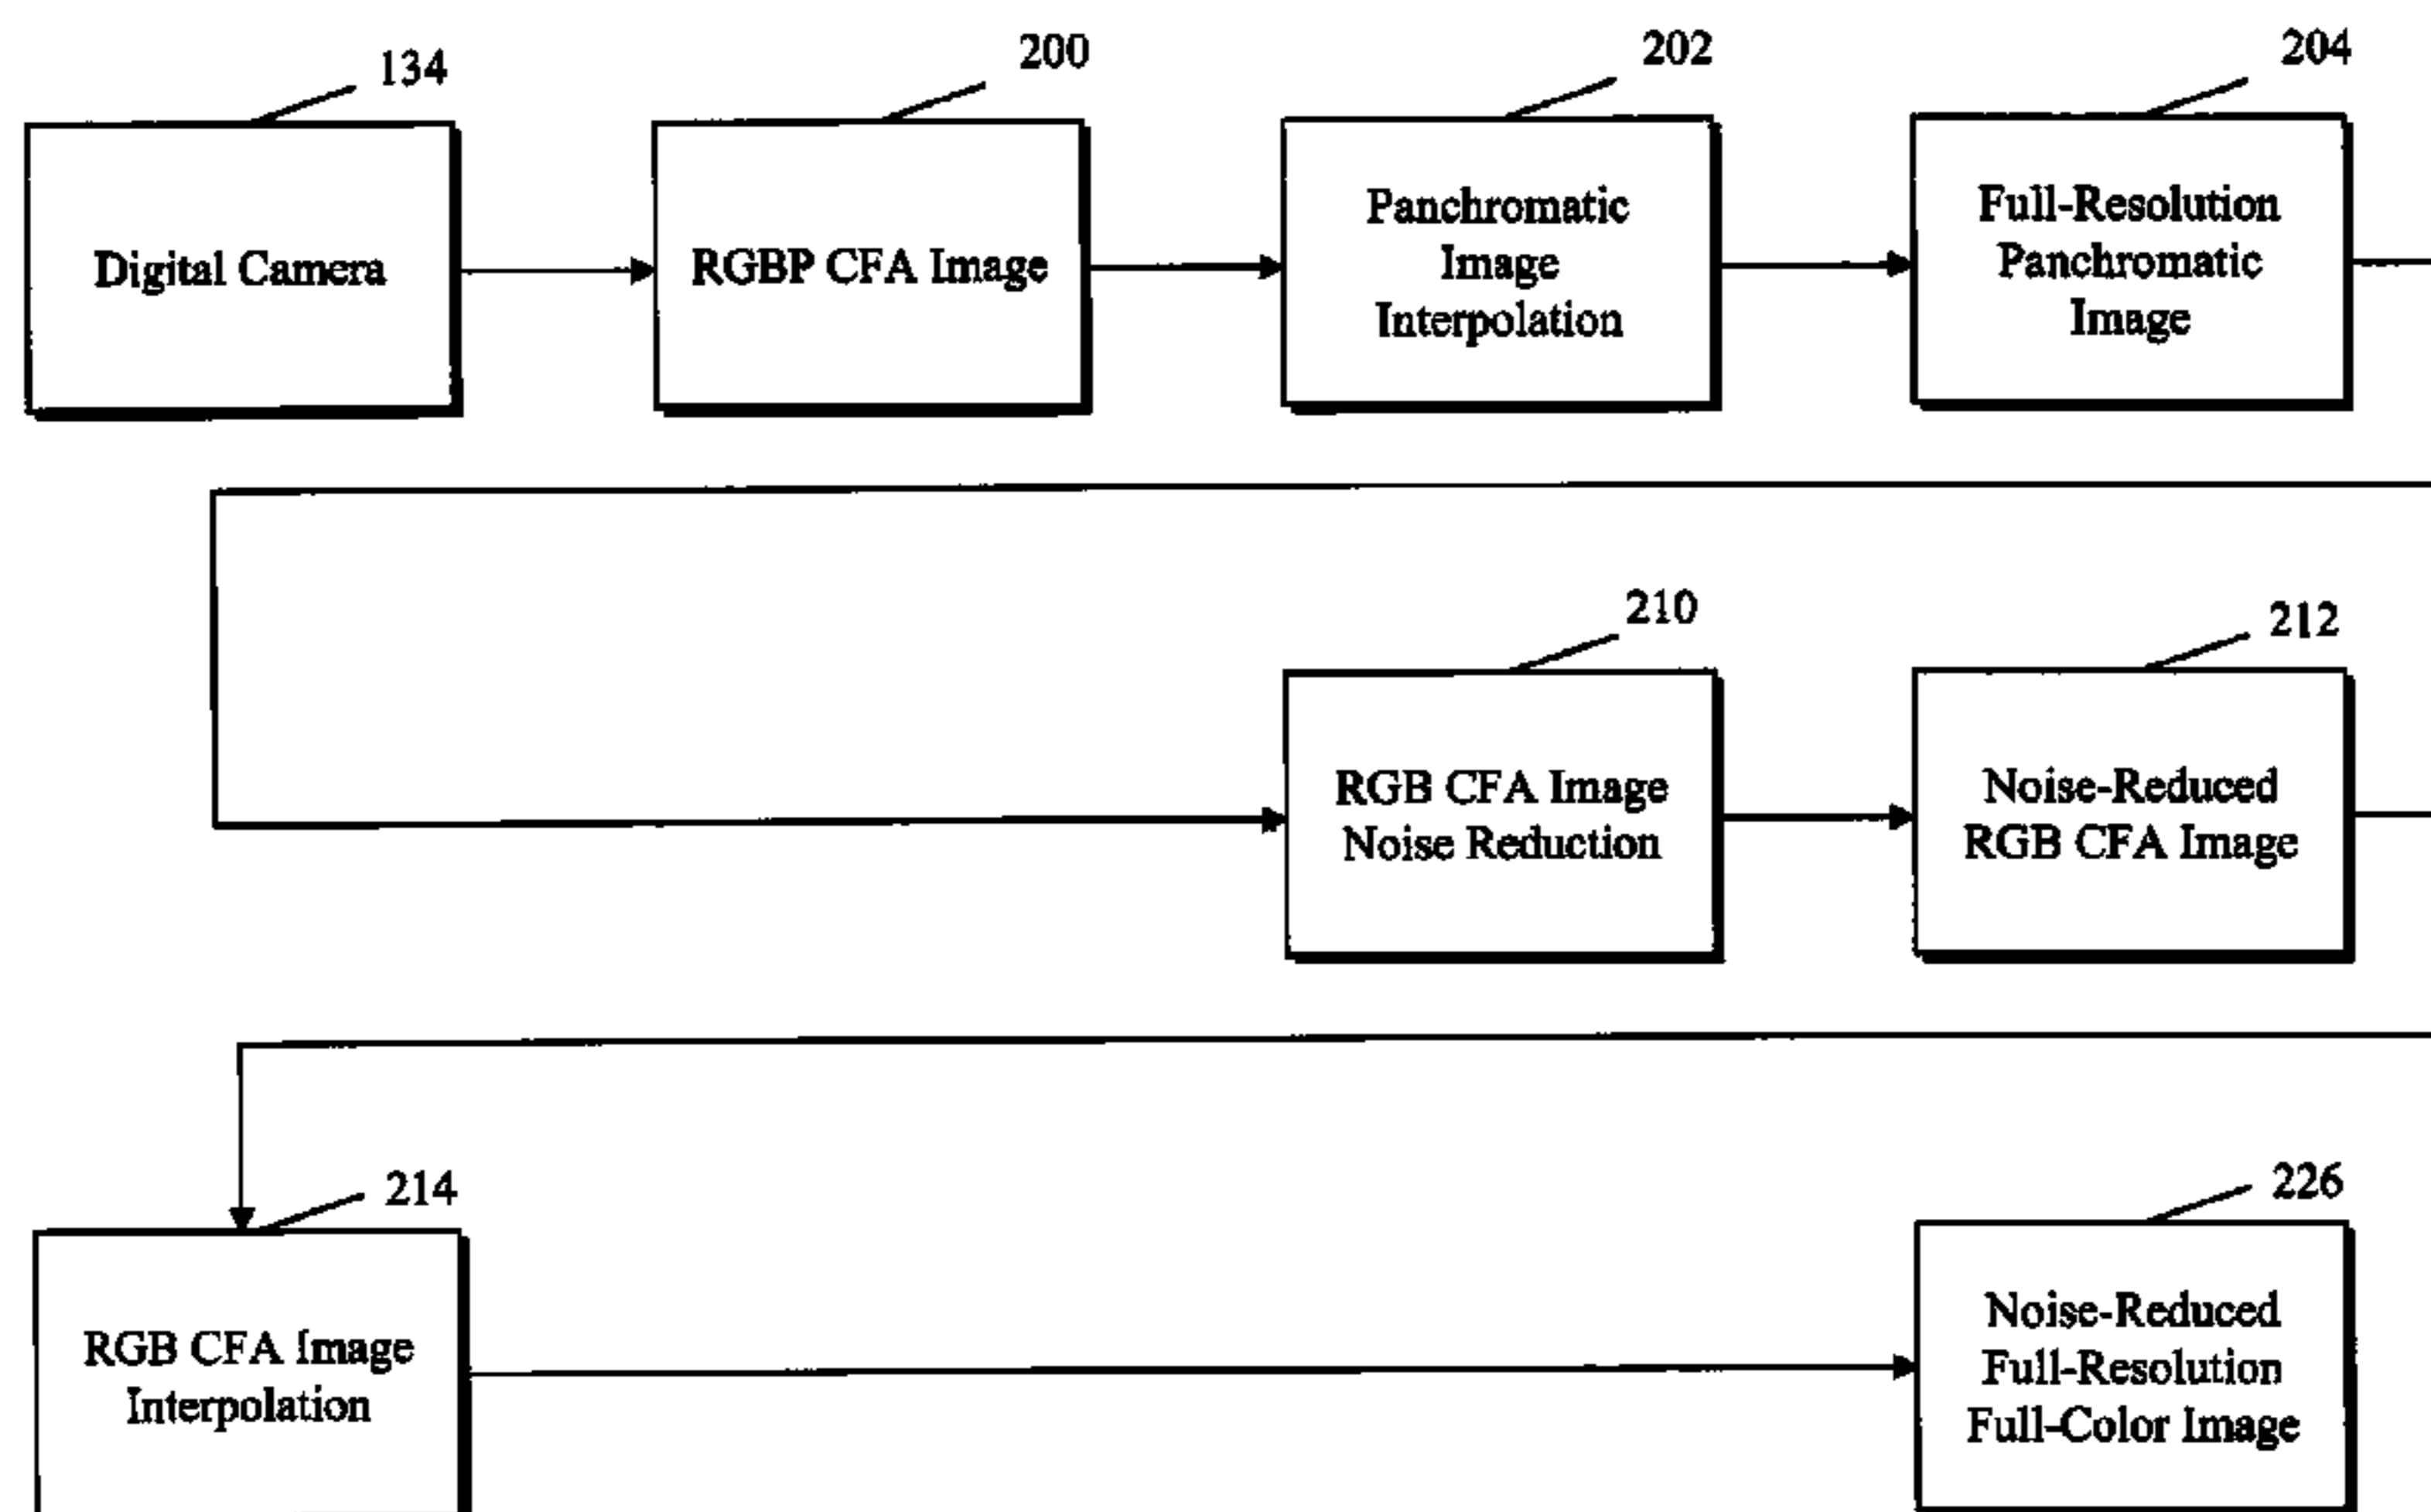 134
200
202
204
Digital Camera
RGBP CFA Image
Panchromatic
Image
Interpolation
Full-Resolution
Panchromatic
Image
210
212
RGB CFA Image
Noise Reduction
Noise-Reduced
RGB CFA Image
214
226
RGB CFA Image
Interpolation
Noise-Reduced
Full-Resolution
Full-Color Image